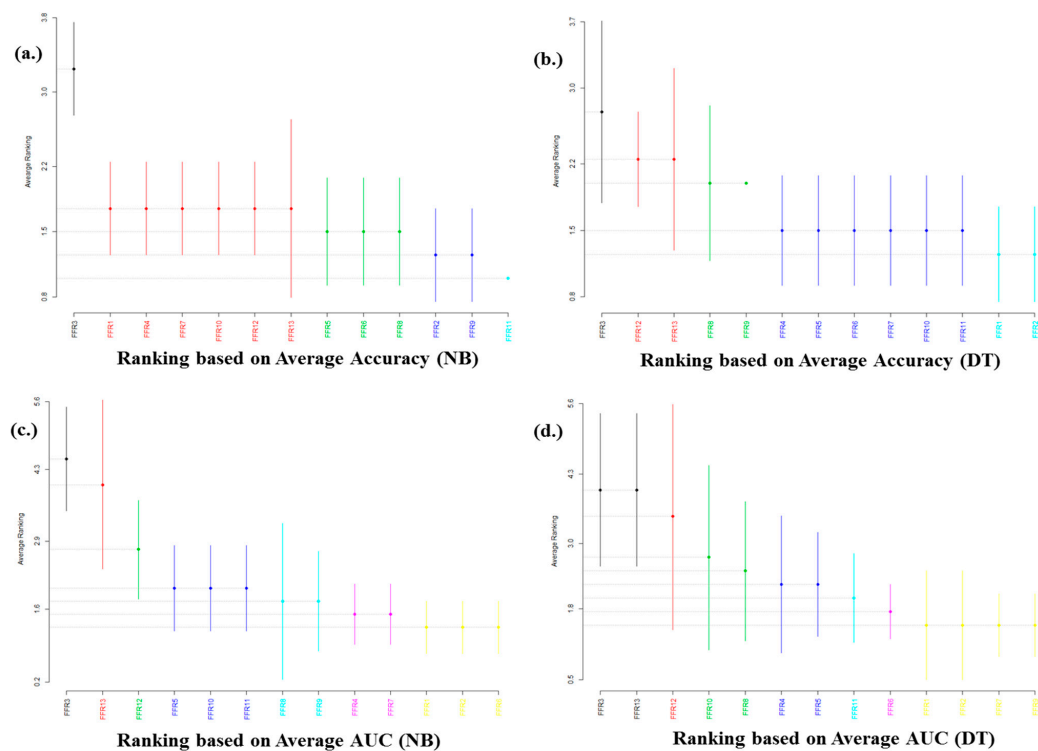 (a.)
3.8
3.0
2.2
1.5
0.8
Average Ranking
FFR3
FFR1
FFR4
FFR7
FFR10
FFR12
FFR13
FFR5
FFR6
FFR8
FFR2
FFR9
FFR11
Ranking based on Average Accuracy (NB)
(b.)
3.7
3.0
2.2
1.5
0.8
Average Ranking
FFR3
FFR12
FFR13
FFR8
FFR9
FFR4
FFR5
FFR6
FFR7
FFR10
FFR11
FFR1
FFR2
Ranking based on Average Accuracy (DT)
(c.)
5.6
4.3
2.9
1.6
0.2
Average Ranking
FFR3
FFR13
FFR12
FFR5
FFR10
FFR11
FFR8
FFR9
FFR4
FFR7
Ranking based on Average AUC (NB)
(d.)
5.6
4.3
3.0
1.8
0.5
Average Ranking
FFR3
FFR13
FFR12
FFR10
FFR8
FFR4
FFR5
FFR11
FFR6
Ranking based on Average AUC (DT)